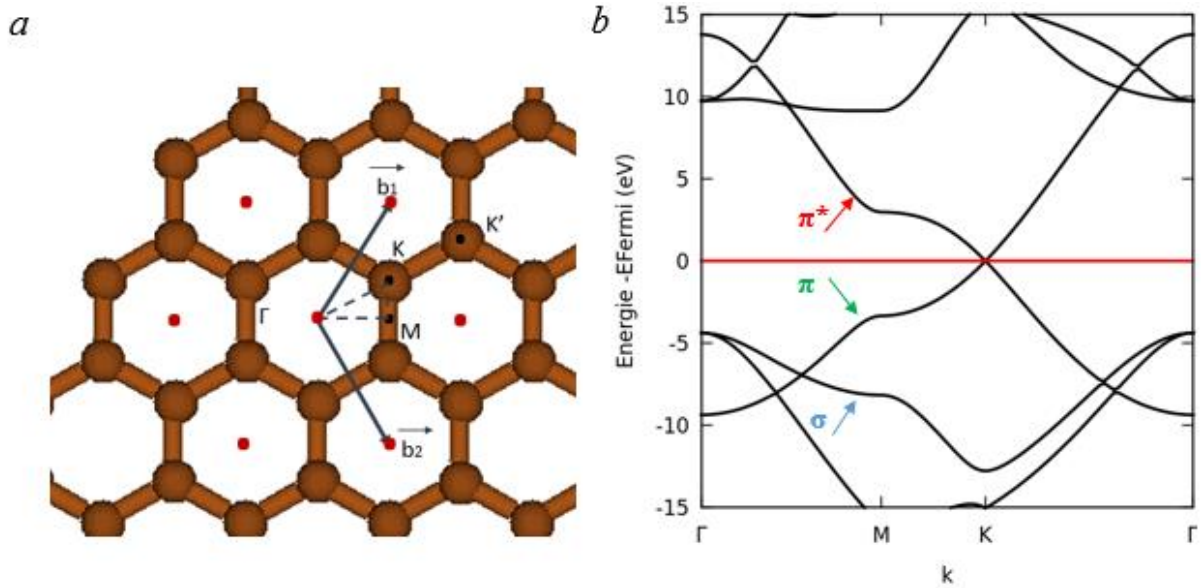 a
b
b1
K'
K
Γ
M
b2
Energie -EFermi (eV)
15
10
5
0
-5
-10
-15
π*
π
σ
Γ
M
K
Γ
k